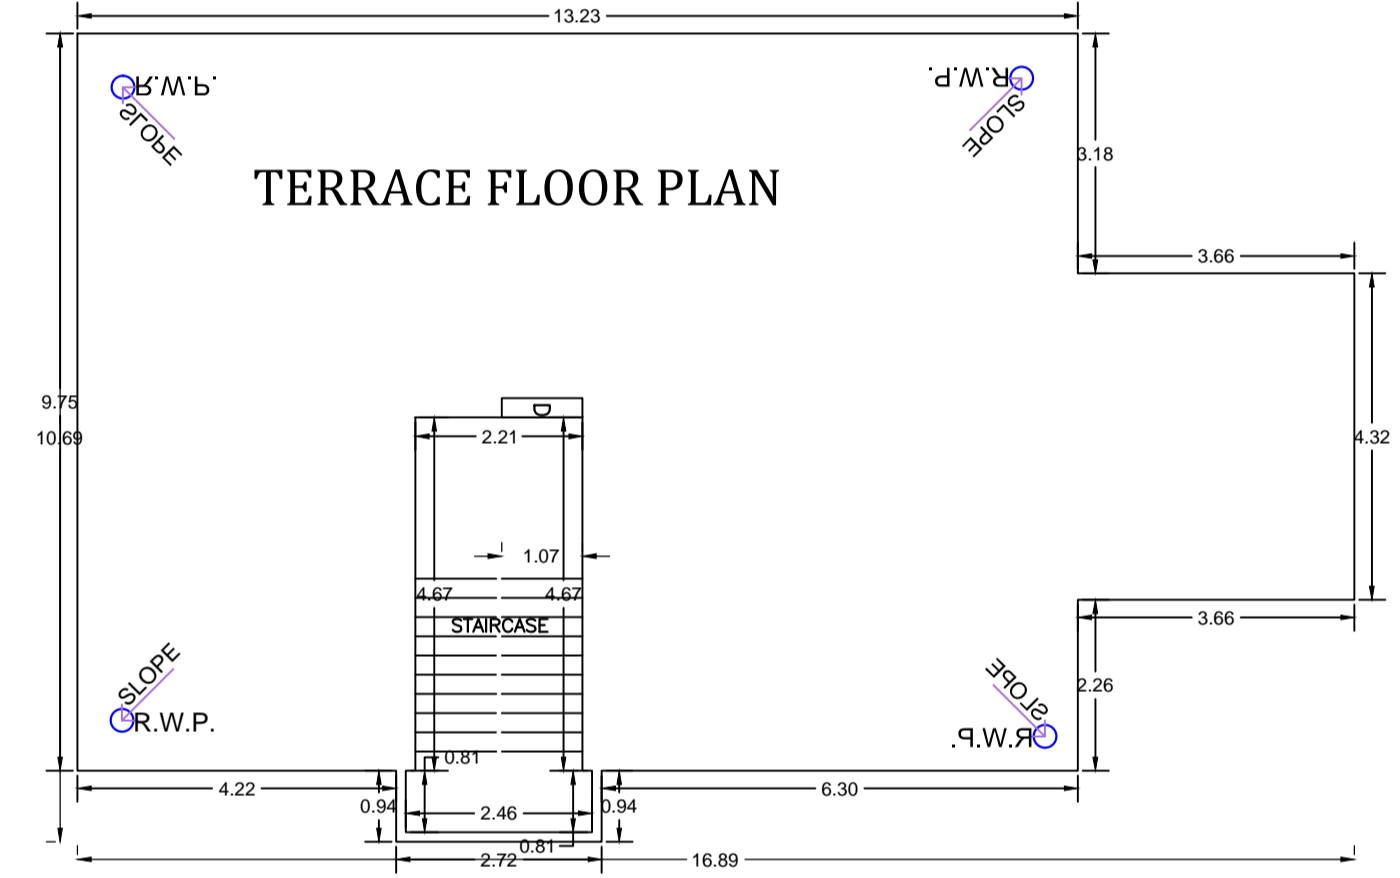 13.23
R.W.P.
R.W.P.
SLOPE
SLOPE
3.18
TERRACE FLOOR PLAN
3.66
9.75
D
10.69
2.21
4.32
1.07
4.67
4.67
STAIRCASE
3.66
SLOPE
SLOPE
2.26
R.W.P.
R.W.P.
0.81
4.22
6.30
0.94
2.46
0.94
0.81
2.72
16.89